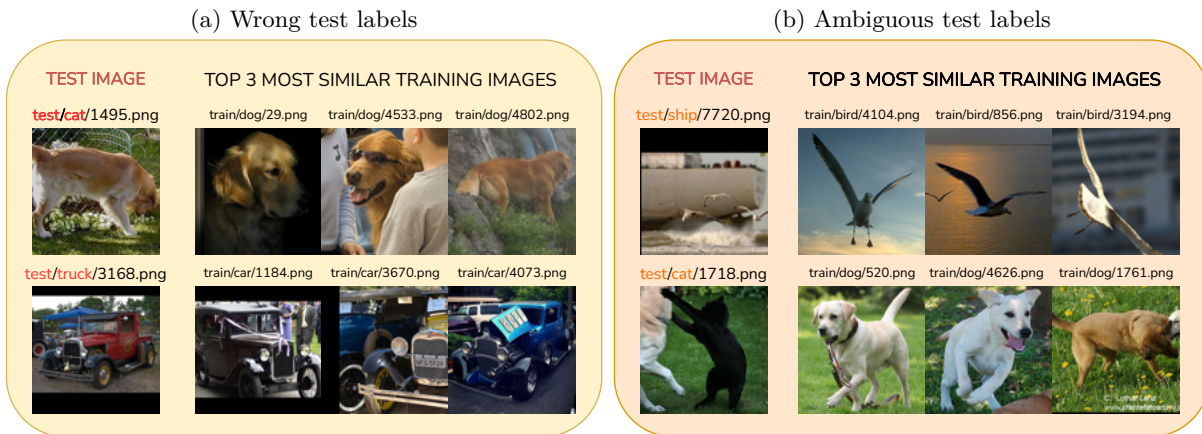 (a) Wrong test labels
TEST IMAGE
TOP 3 MOST SIMILAR TRAINING IMAGES
test/cat/1495.png
train/dog/29.png
train/dog/4533.png
train/dog/4802.png
test/truck/3168.png
train/car/1184.png
train/car/3670.png
train/car/4073.png
(b) Ambiguous test labels
TEST IMAGE
TOP 3 MOST SIMILAR TRAINING IMAGES
test/ship/7720.png
train/bird/4104.png
train/bird/856.png
train/bird/3194.png
test/cat/1718.png
train/dog/520.png
train/dog/4626.png
train/dog/1761.png